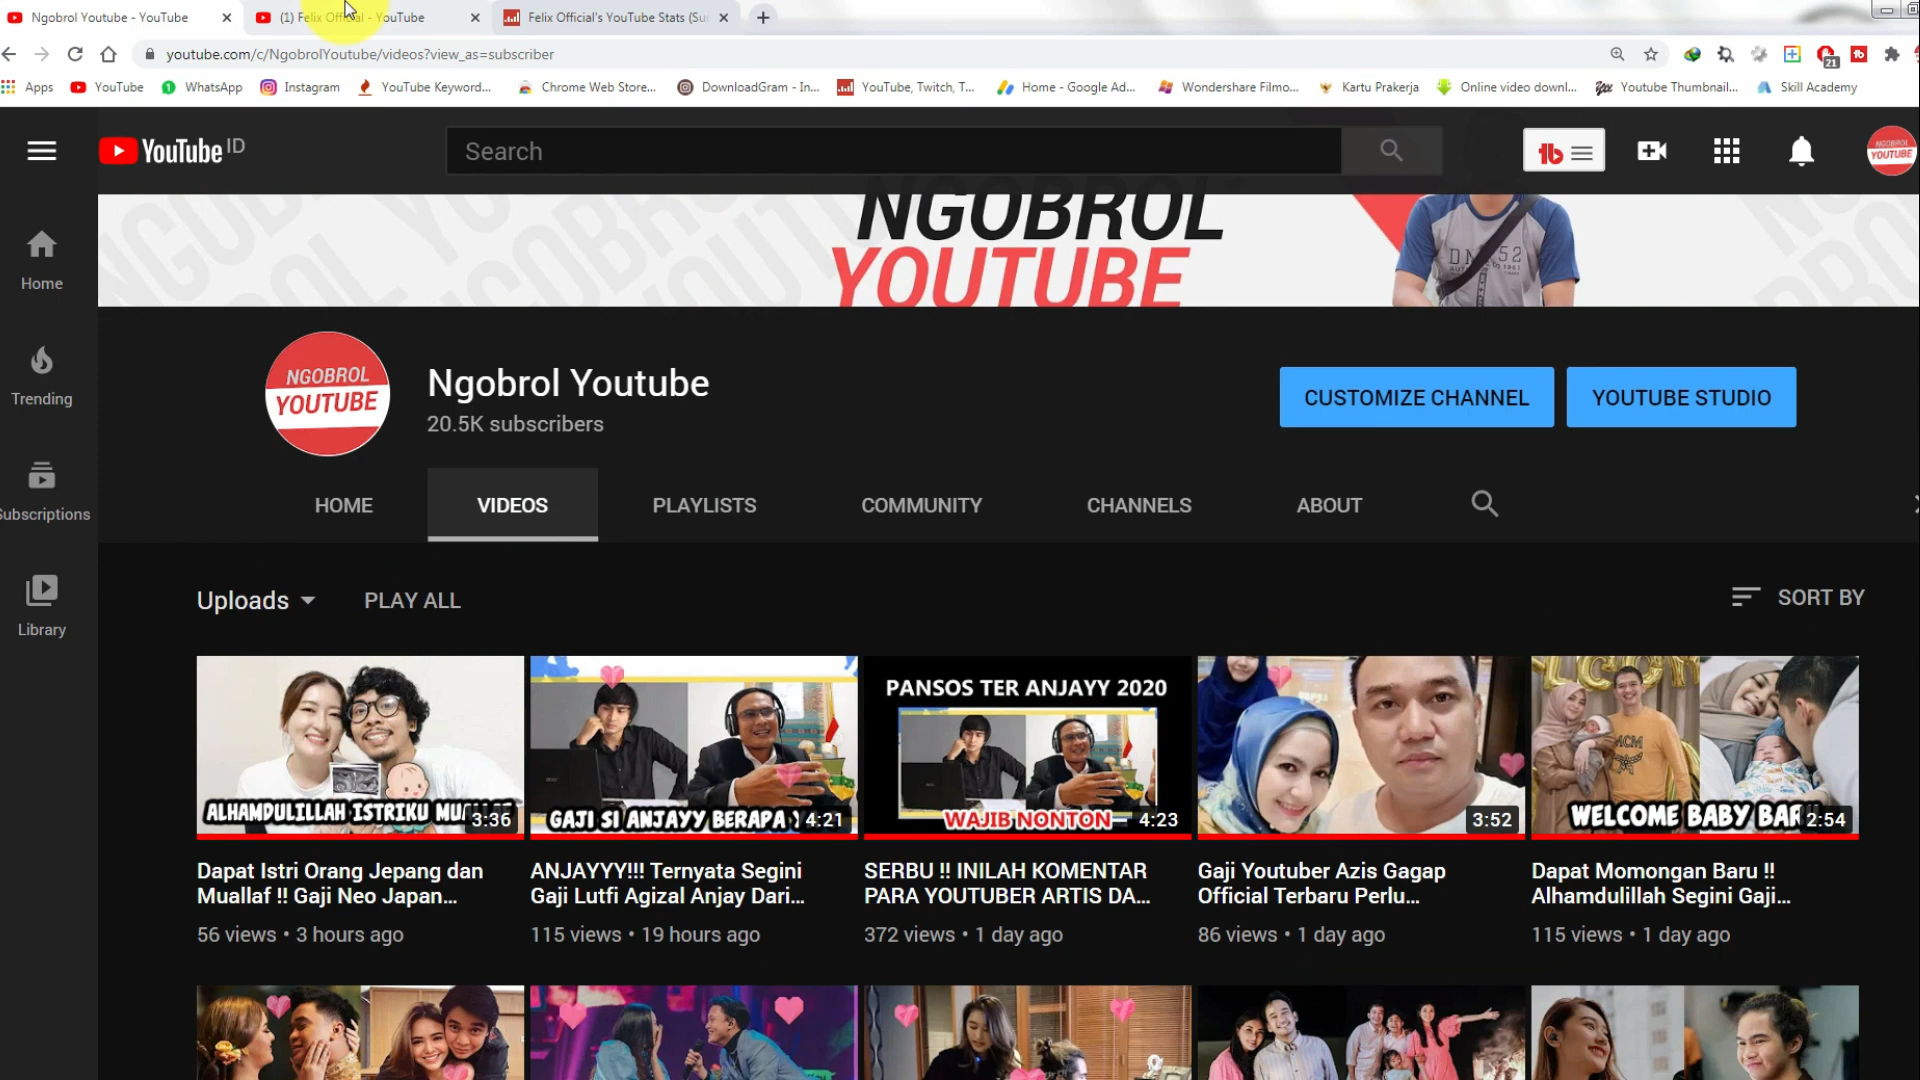 Ngobrol Youtube - YouTube
(1) Felix Official - YouTube
Felix Official's YouTube Stats (Su
youtube.com/c/NgobrolYoutube/videos?view_as=subscriber
21
Apps
YouTube
WhatsApp
Instagram
YouTube Keyword...
Chrome Web Store...
DownloadGram - In...
YouTube, Twitch, T...
Home - Google Ad...
Wondershare Filmo...
Kartu Prakerja
Online video downl...
Youtube Thumbnail...
Skill Academy
YouTube ID
Search
NGOBROL
YOUTUBE
NGOBROL
YOUTUBE
Home
Trending
Subscriptions
Library
NGOBROL
YOUTUBE
Ngobrol Youtube
20.5K subscribers
CUSTOMIZE CHANNEL
YOUTUBE STUDIO
HOME
VIDEOS
PLAYLISTS
COMMUNITY
CHANNELS
ABOUT
Uploads
PLAY ALL
SORT BY
ALHAMDULILLAH ISTRIKU MU
3:36
GAJI SI ANJAYY BERAPA
4:21
PANSOS TER ANJAYY 2020
WAJIB NONTON
4:23
3:52
WELCOME BABY BAR
2:54
Dapat Istri Orang Jepang dan
Muallaf !! Gaji Neo Japan...
56 views • 3 hours ago
ANJAYYY!!! Ternyata Segini
Gaji Lutfi Agizal Anjay Dari...
115 views • 19 hours ago
SERBU !! INILAH KOMENTAR
PARA YOUTUBER ARTIS DA...
372 views • 1 day ago
Gaji Youtuber Azis Gagap
Official Terbaru Perlu...
86 views • 1 day ago
Dapat Momongan Baru !!
Alhamdulillah Segini Gaji...
115 views • 1 day ago